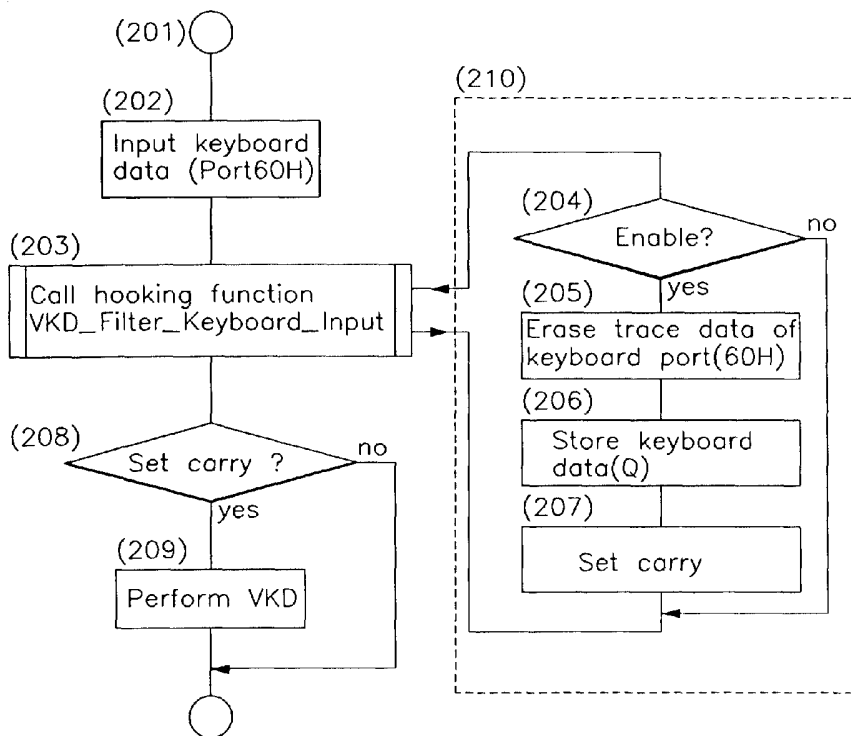 (201)
(202)
Input keyboard
data (Port60H)
(203)
Call hooking function
VKD_Filter_Keyboard_Input
(208)
Set carry ?
no
yes
(209)
Perform VKD
(210)
(204)
Enable?
no
yes
(205)
Erase trace data of
keyboard port(60H)
(206)
Store keyboard
data(Q)
(207)
Set carry